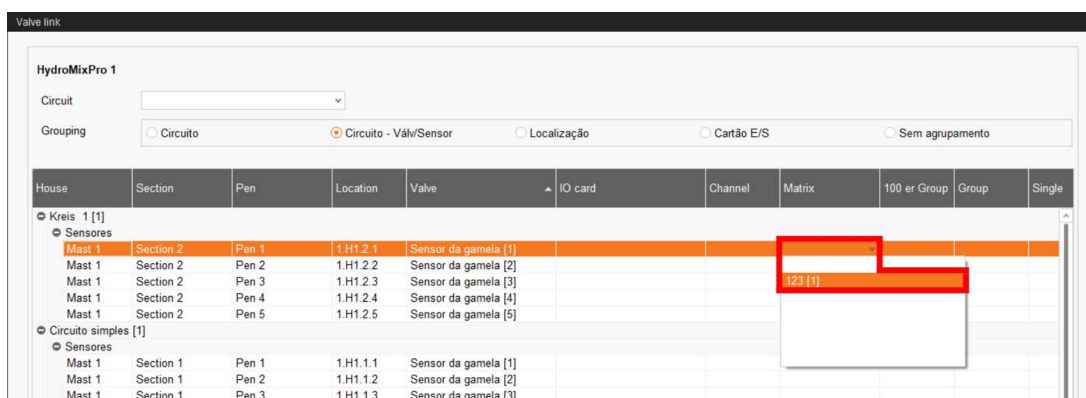 Valve link
HydroMixPro 1
Circuit
Grouping Circuito Circuito - Válv/Sensor Localização Cartão E/S Sem agrupamento
House Section Pen Location Valve IO card Channel Matrix 100 er Group Group Single
Kreis 1 [1]
Sensores
Mast 1 Section 2 Pen 1 1.H1.2.1 Sensor da gamela [1]
Mast 1 Section 2 Pen 2 1.H1.2.2 Sensor da gamela [2]
Mast 1 Section 2 Pen 3 1.H1.2.3 Sensor da gamela [3] 123 [1]
Mast 1 Section 2 Pen 4 1.H1.2.4 Sensor da gamela [4]
Mast 1 Section 2 Pen 5 1.H1.2.5 Sensor da gamela [5]
Circuito simples [1]
Sensores
Mast 1 Section 1 Pen 1 1.H1.1.1 Sensor da gamela [1]
Mast 1 Section 1 Pen 2 1.H1.1.2 Sensor da gamela [2]
Mast 1 Section 1 Pen 3 1.H1.1.3 Sensor da gamela [3]